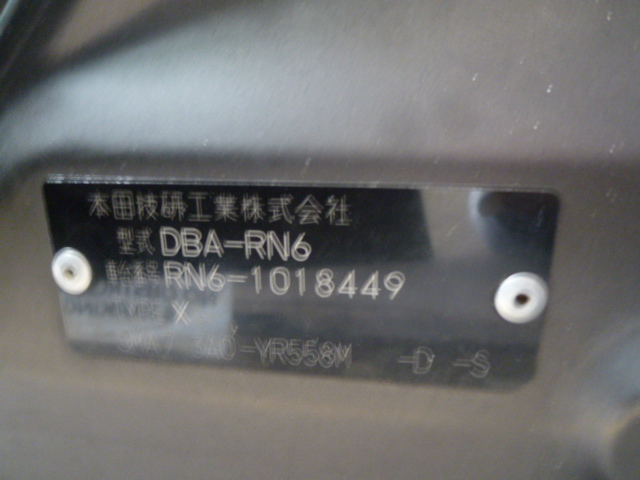 本田技研工業株式会社
型式 DBA-RN6
車台番号 RN6-1018449
X
-YR558M -D -S